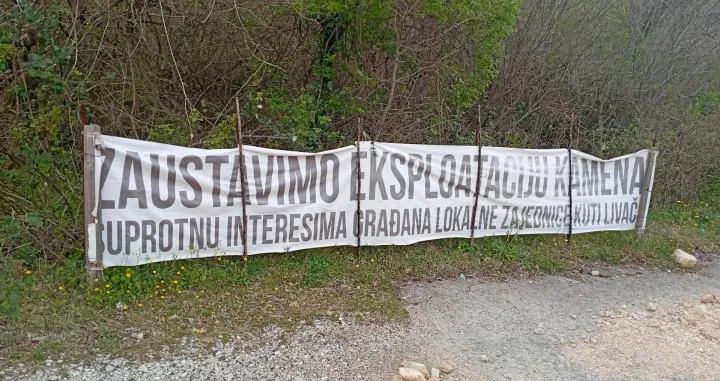 ZAUSTAVIMO EKSPLOATACIJU KAMENA
SUPROTNU INTERESIMA GRAĐANA LOKALNE ZAJEDNICE KUTI LIVAČ